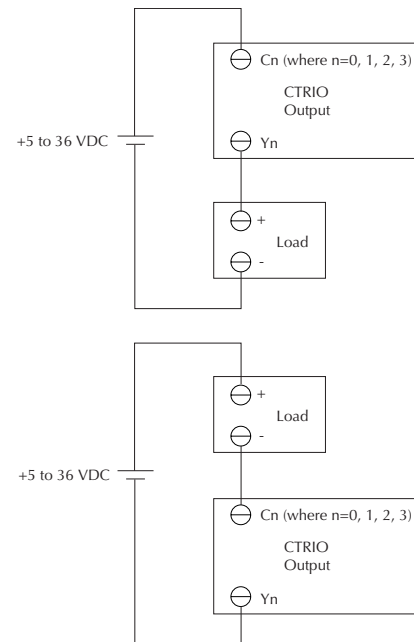 Cn (where n=0, 1, 2, 3)
CTRIO
Output
+5 to 36 VDC
Yn
+
Load
-
+
Load
-
+5 to 36 VDC
Cn (where n=0, 1, 2, 3)
CTRIO
Output
Yn